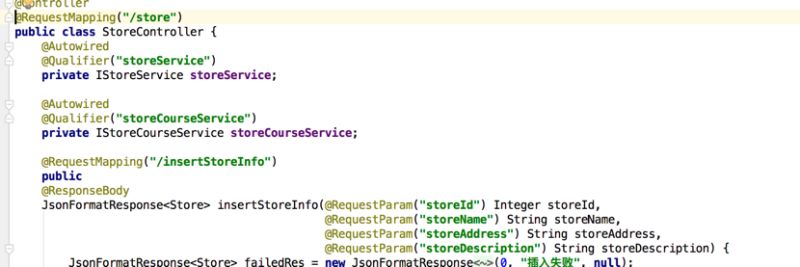 @Controller
@RequestMapping("/store")
public class StoreController {
@Autowired
@Qualifier("storeService")
private IStoreService storeService;
@Autowired
@Qualifier("storeCourseService")
private IStoreCourseService storeCourseService;
@RequestMapping("/insertStoreInfo")
public
@ResponseBody
JsonFormatResponse<Store> insertStoreInfo(@RequestParam("storeId") Integer storeId,
@RequestParam("storeName") String storeName,
@RequestParam("storeAddress") String storeAddress,
@RequestParam("storeDescription") String storeDescription) {
JsonFormatResponse<Store> failedRes = new JsonFormatResponse<~>(0, "插入失败", null);